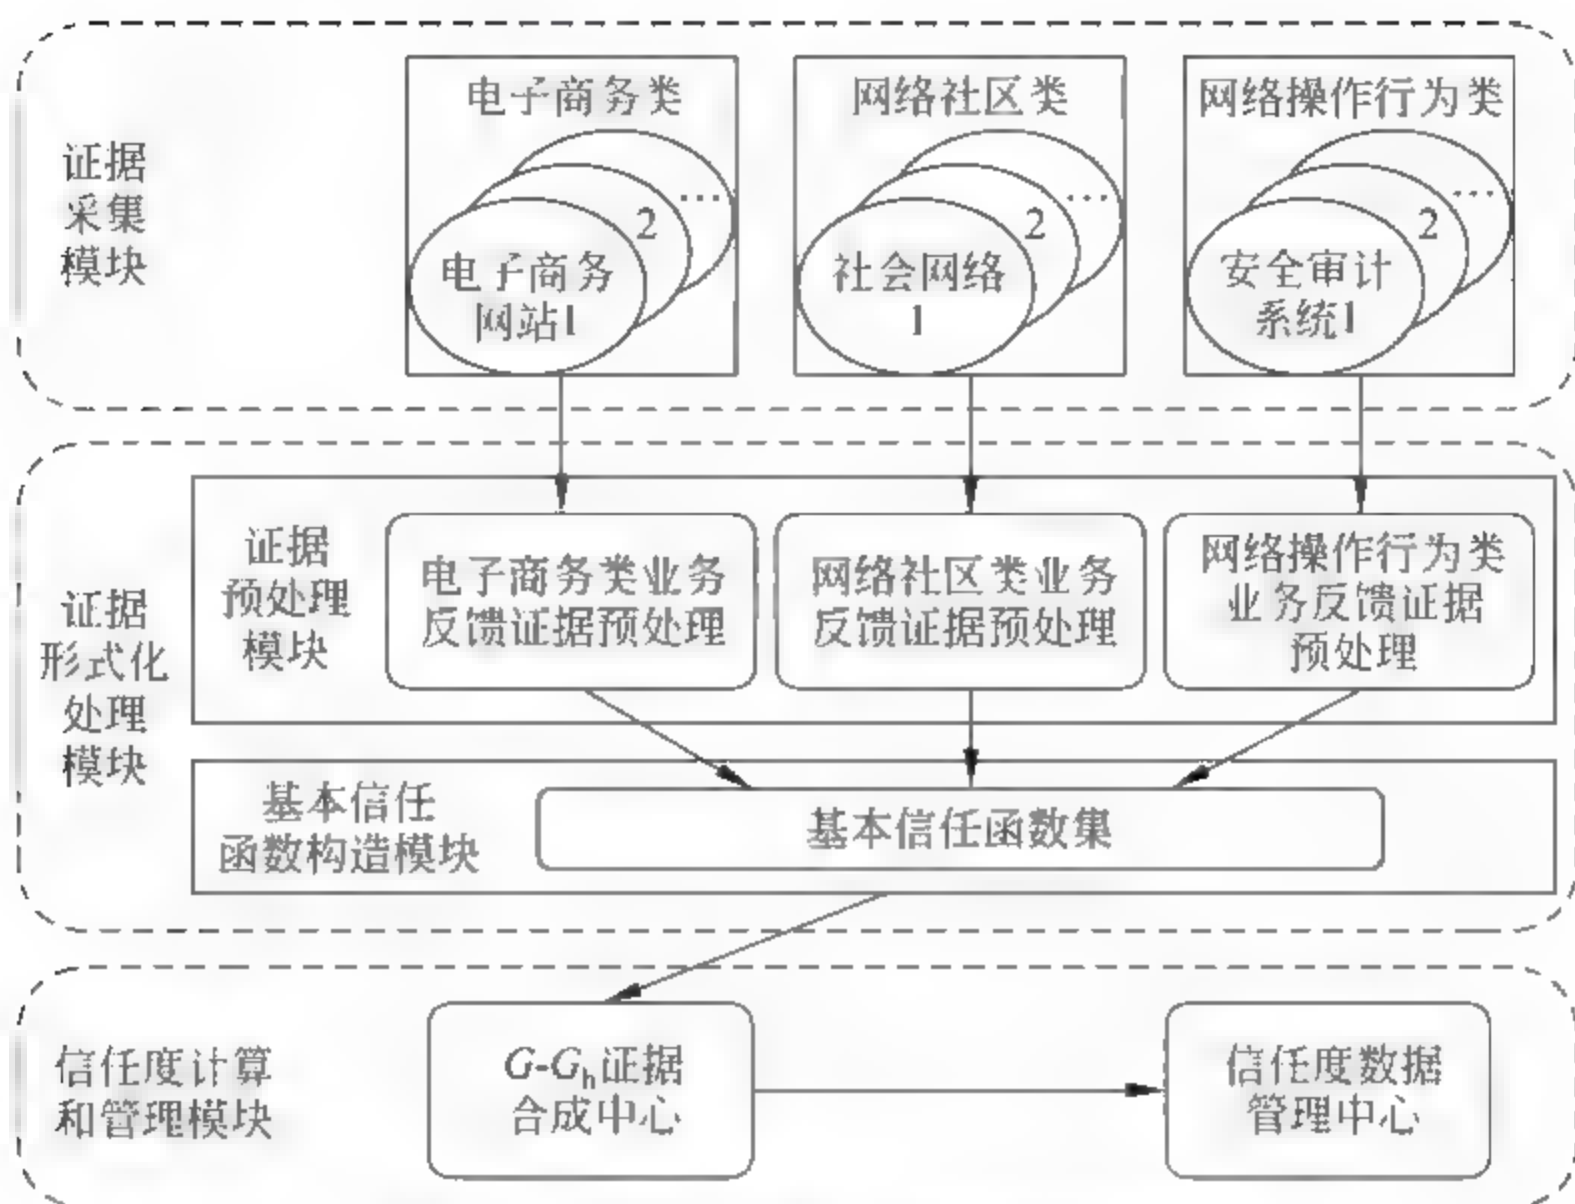 证据
采集
模块
电子商务类
2
…
电子商务
网站1
网络社区类
2
…
社会网络
1
网络操作行为类
2
…
安全审计
系统1
证据
形式化
处理
模块
证据
预处理
模块
电子商务类业务
反馈证据预处理
网络社区类业务
反馈证据预处理
网络操作行为类
业务反馈证据
预处理
基本信任
函数构造模块
基本信任函数集
信任度计算
和管理模块
G-Gh证据
合成中心
信任度数据
管理中心